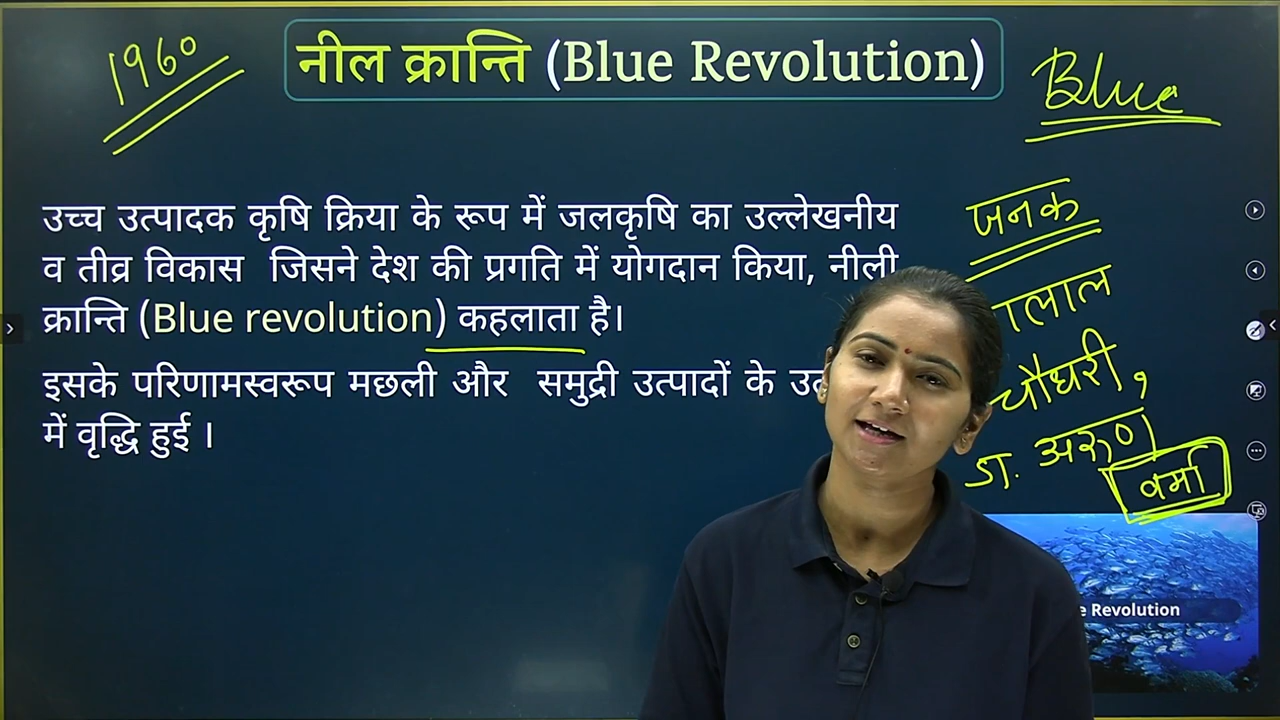 1960
नील क्रान्ति (Blue Revolution)
Blue
उच्च उत्पादक कृषि क्रिया के रूप में जलकृषि का उल्लेखनीय
व तीव्र विकास जिसने देश की प्रगति में योगदान किया, नीली
क्रान्ति (Blue revolution) कहलाता है।
इसके परिणामस्वरूप मछली और समुद्री उत्पादों के
में वृद्धि हुई ।
जनक
चौधरी,
डा. अरुण
वर्मा
Revolution